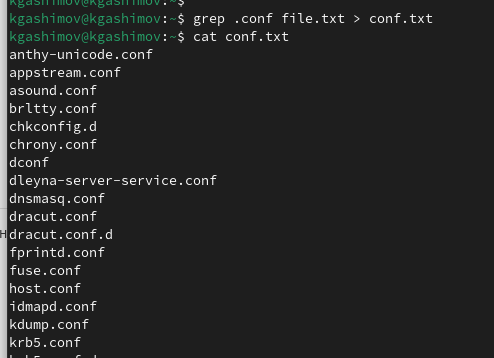 kgashimov@kgashimov:~$
kgashimov@kgashimov:~$ grep .conf file.txt > conf.txt
kgashimov@kgashimov:~$ cat conf.txt
anthy-unicode.conf
appstream.conf
asound.conf
brltty.conf
chkconfig.d
chrony.conf
dconf
dleyna-server-service.conf
dnsmasq.conf
dracut.conf
dracut.conf.d
fprintd.conf
fuse.conf
host.conf
idmapd.conf
kdump.conf
krb5.conf